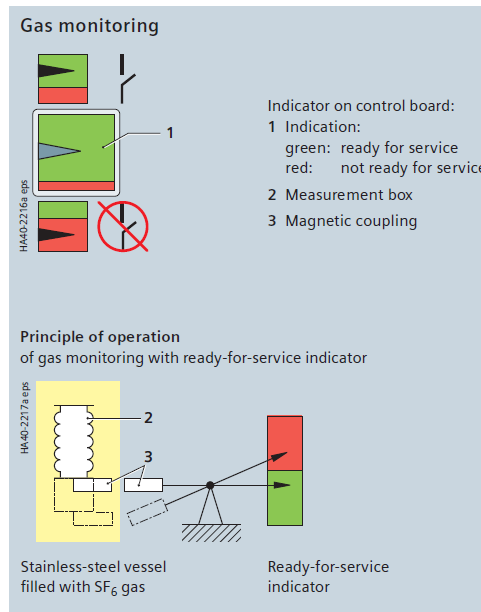 Gas monitoring
1
HA40-2216a eps
Indicator on control board:
1 Indication:
green: ready for service
red: not ready for service
2 Measurement box
3 Magnetic coupling
Principle of operation
of gas monitoring with ready-for-service indicator
HA40-2217a eps
2
3
Stainless-steel vessel
filled with SF₆ gas
Ready-for-service
indicator